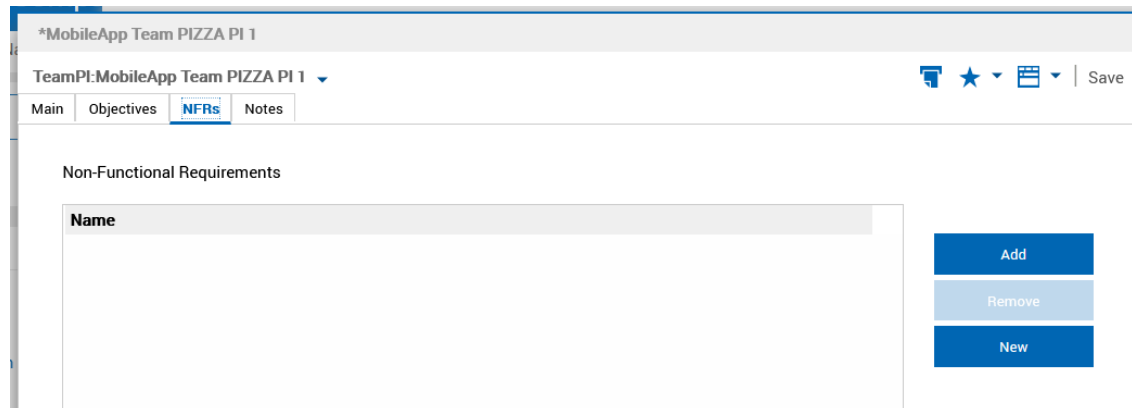 *MobileApp Team PIZZA PI 1
TeamPI:MobileApp Team PIZZA PI 1
Save
Main Objectives NFRs Notes
Non-Functional Requirements
Name
Add
Remove
New